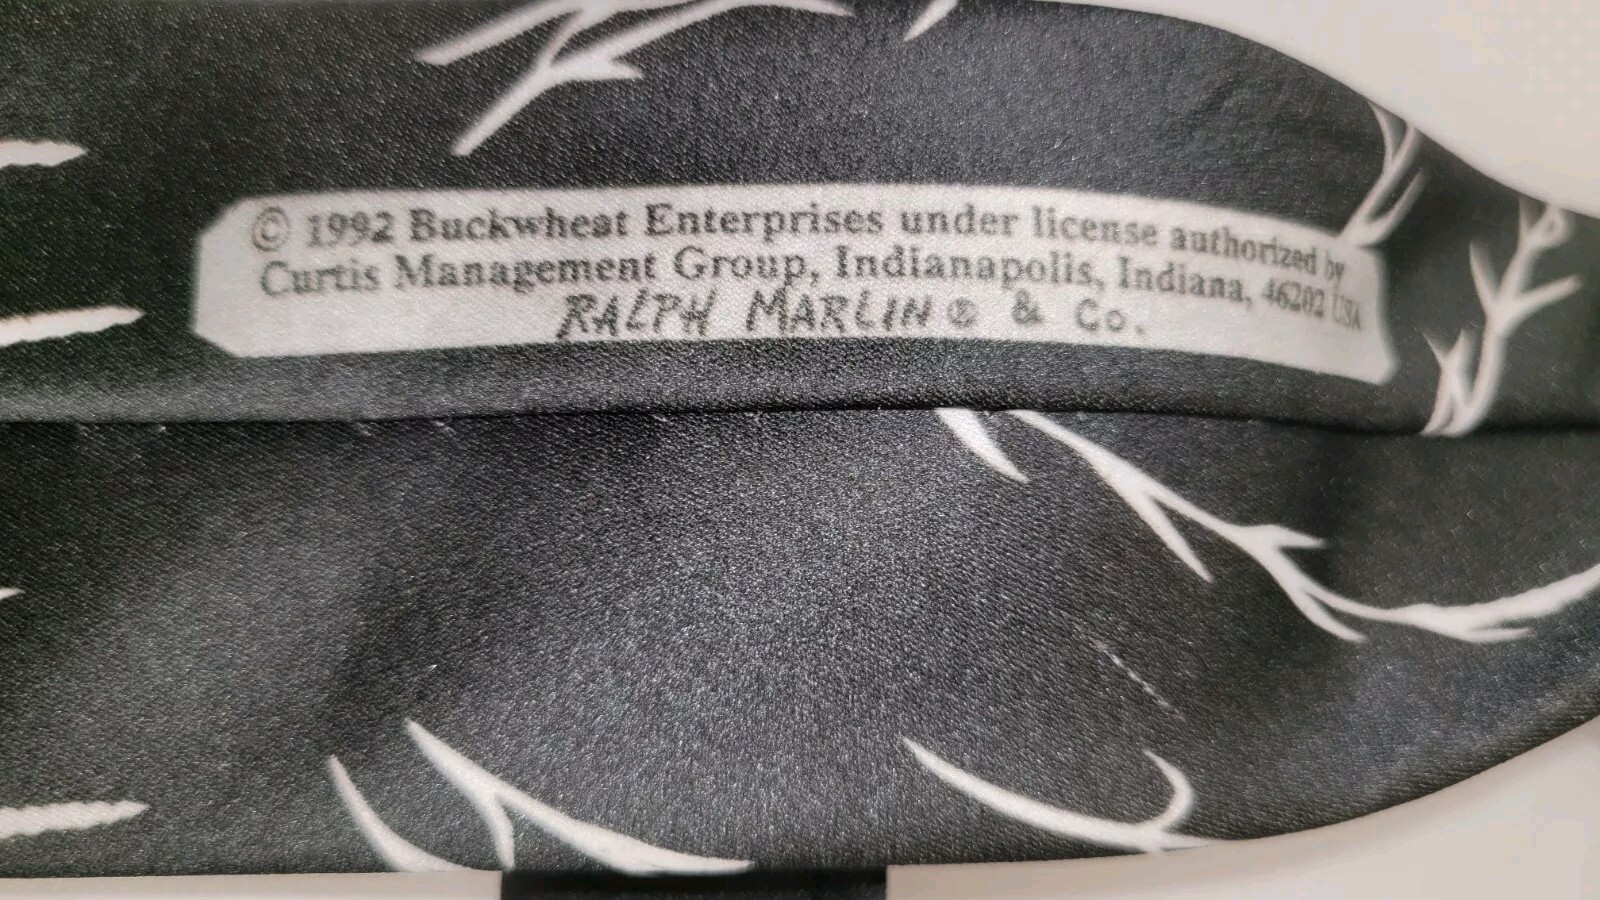 © 1992 Buckwheat Enterprises under license authorized by
Curtis Management Group, Indianapolis, Indiana, 46202 USA
RALPH MARLIN® & Co.